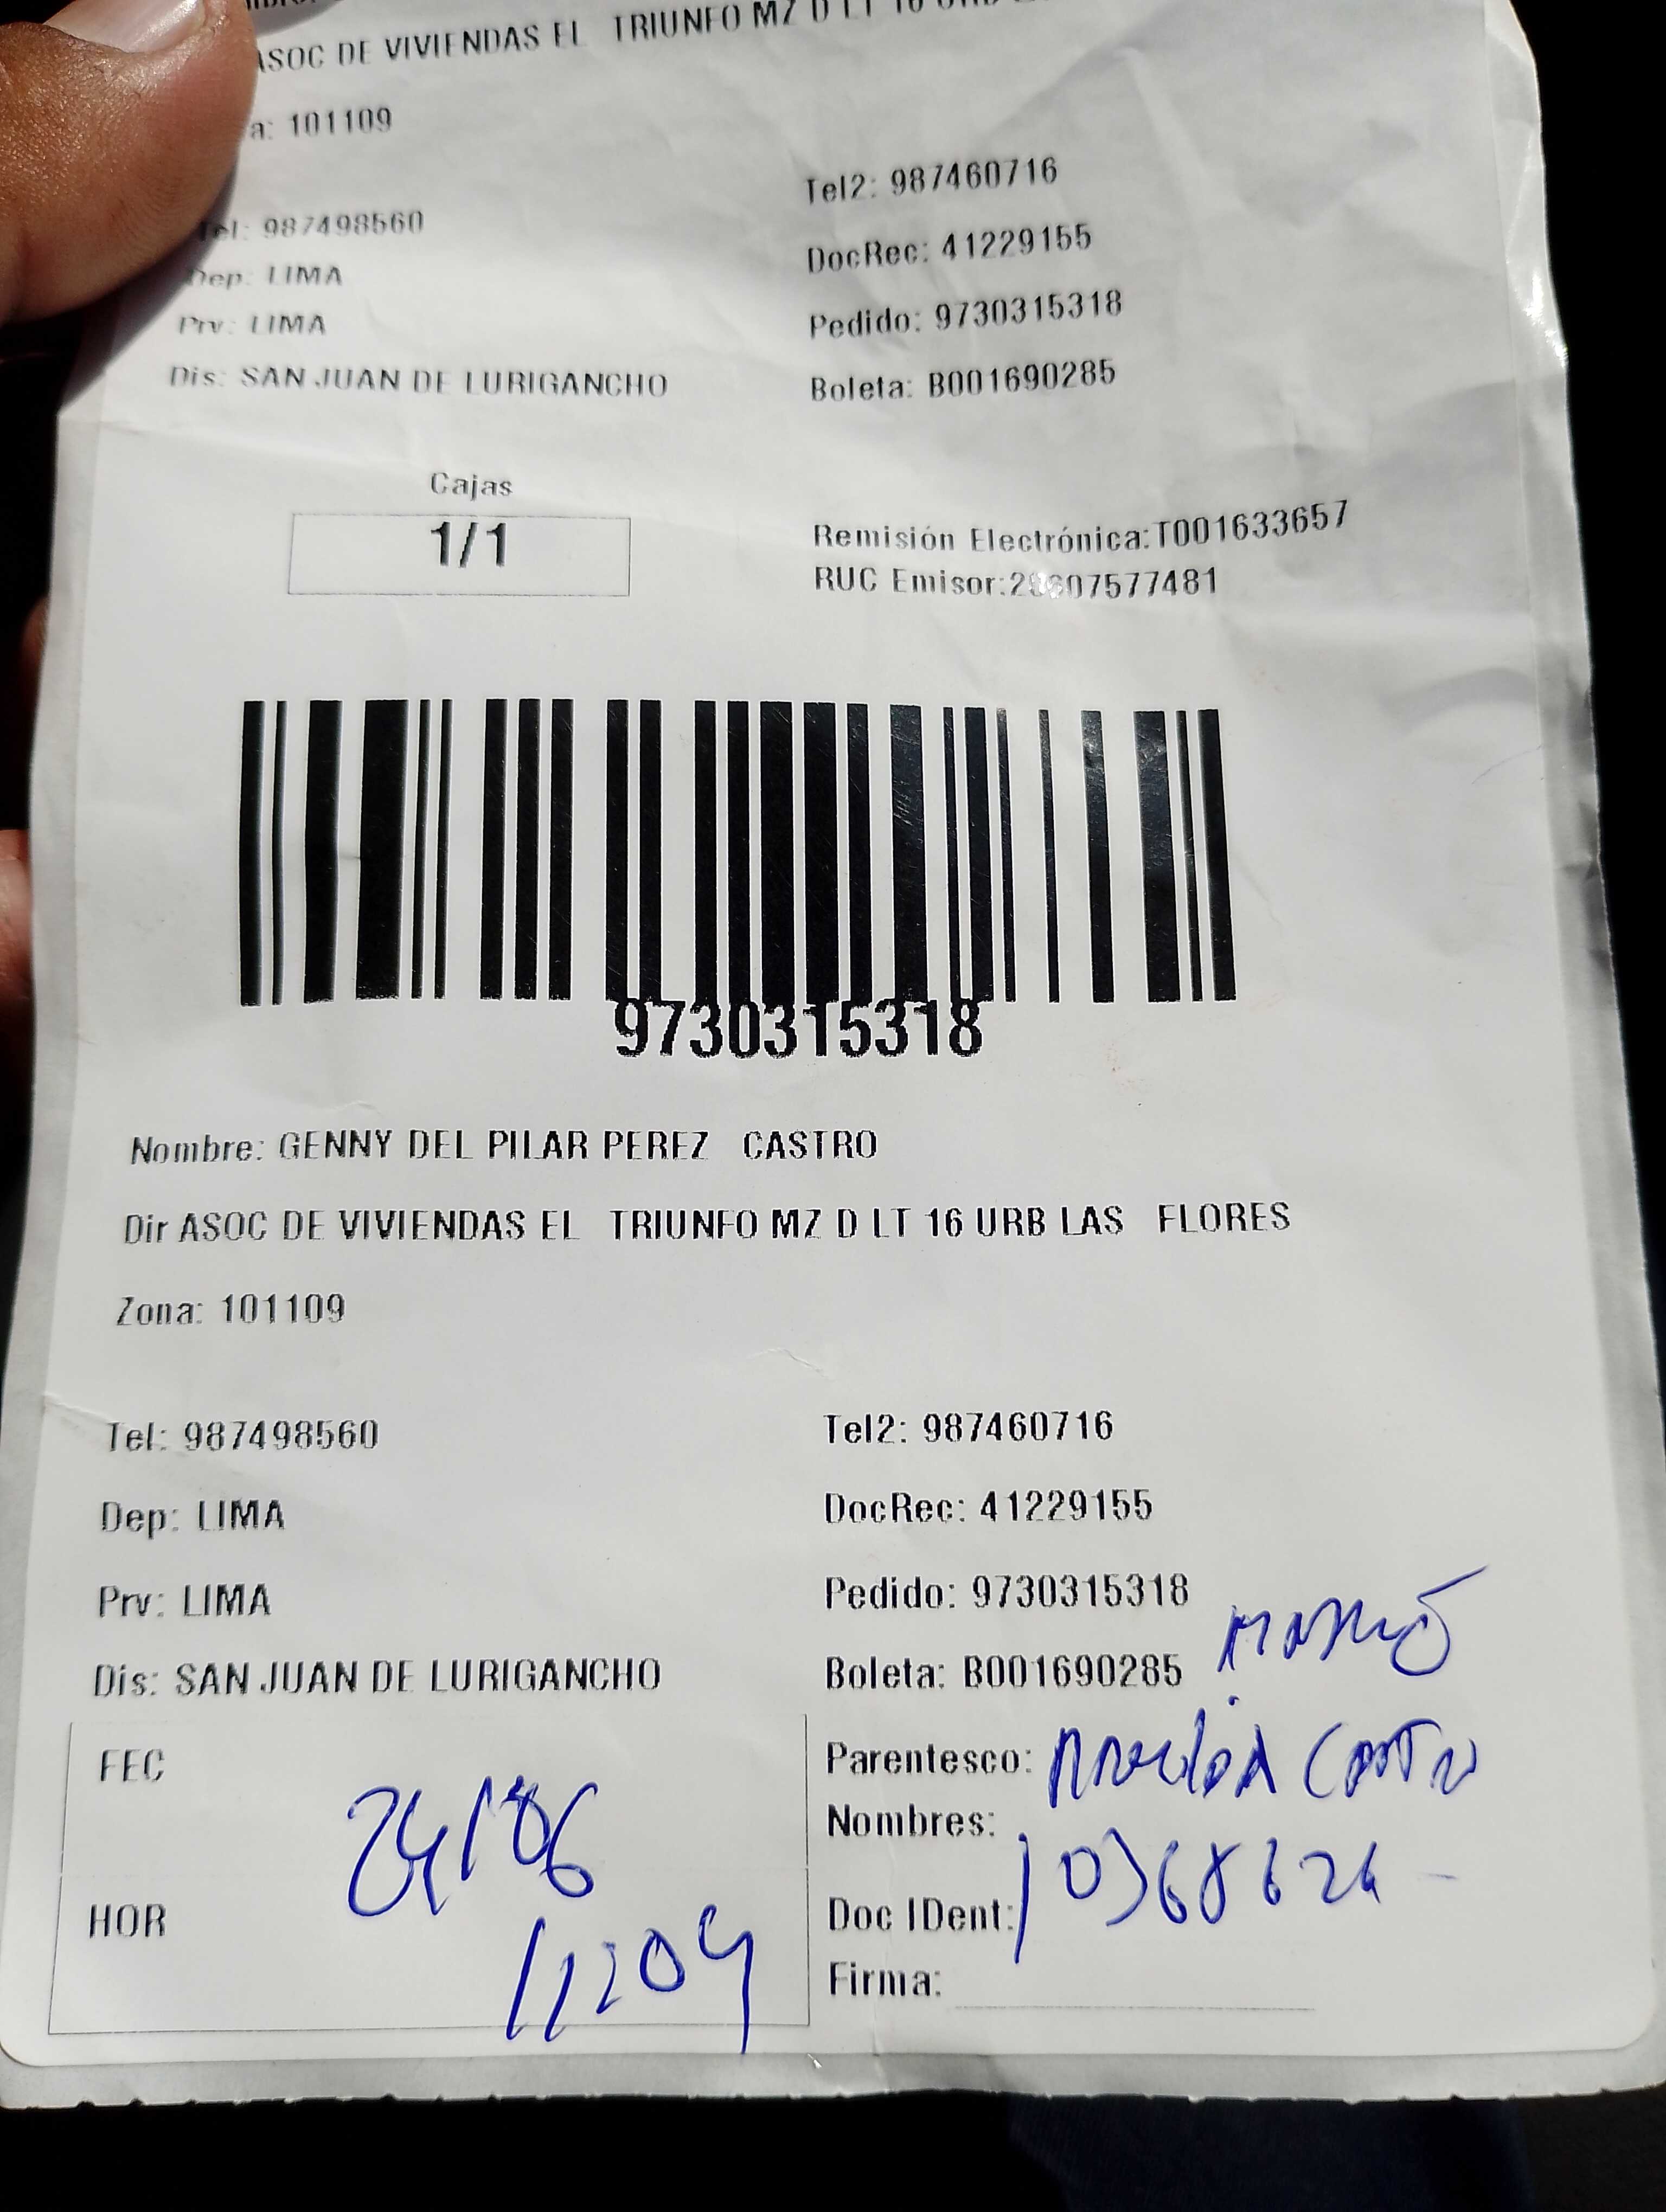 ASOC DE VIVIENDAS EL TRIUNFO MZ D LT 16
a: 101109
Tel: 987498560 Tel2: 987460716
Dep: LIMA DocRec: 41229155
Prv: LIMA Pedido: 9730315318
Dis: SAN JUAN DE LURIGANCHO Boleta: B001690285
Cajas
1/1
Remisión Electrónica:T001633657
RUC Emisor:20607577481
9730315318
Nombre: GENNY DEL PILAR PEREZ CASTRO
Dir ASOC DE VIVIENDAS EL TRIUNFO MZ D LT 16 URB LAS FLORES
Zona: 101109
Tel: 987498560 Tel2: 987460716
Dep: LIMA DocRec: 41229155
Prv: LIMA Pedido: 9730315318
Dis: SAN JUAN DE LURIGANCHO Boleta: B001690285
FEC 24/06
HOR 11:04
Parentesco: Castro
Nombres:
Doc IDent:
Firma: